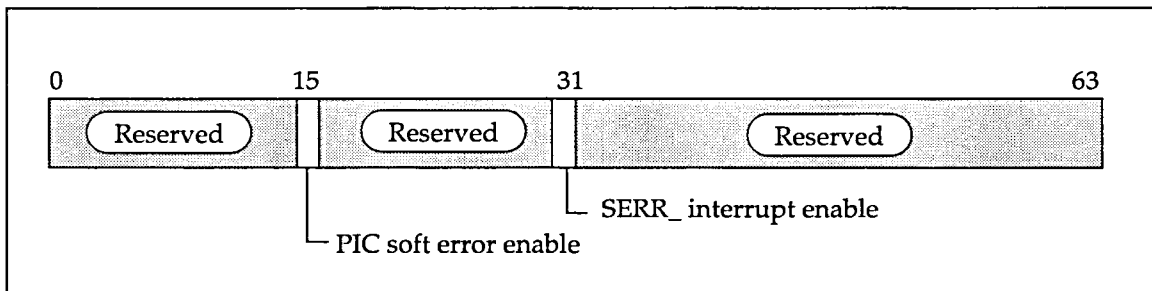 0 15 31 63
Reserved Reserved Reserved
SERR_ interrupt enable
PIC soft error enable